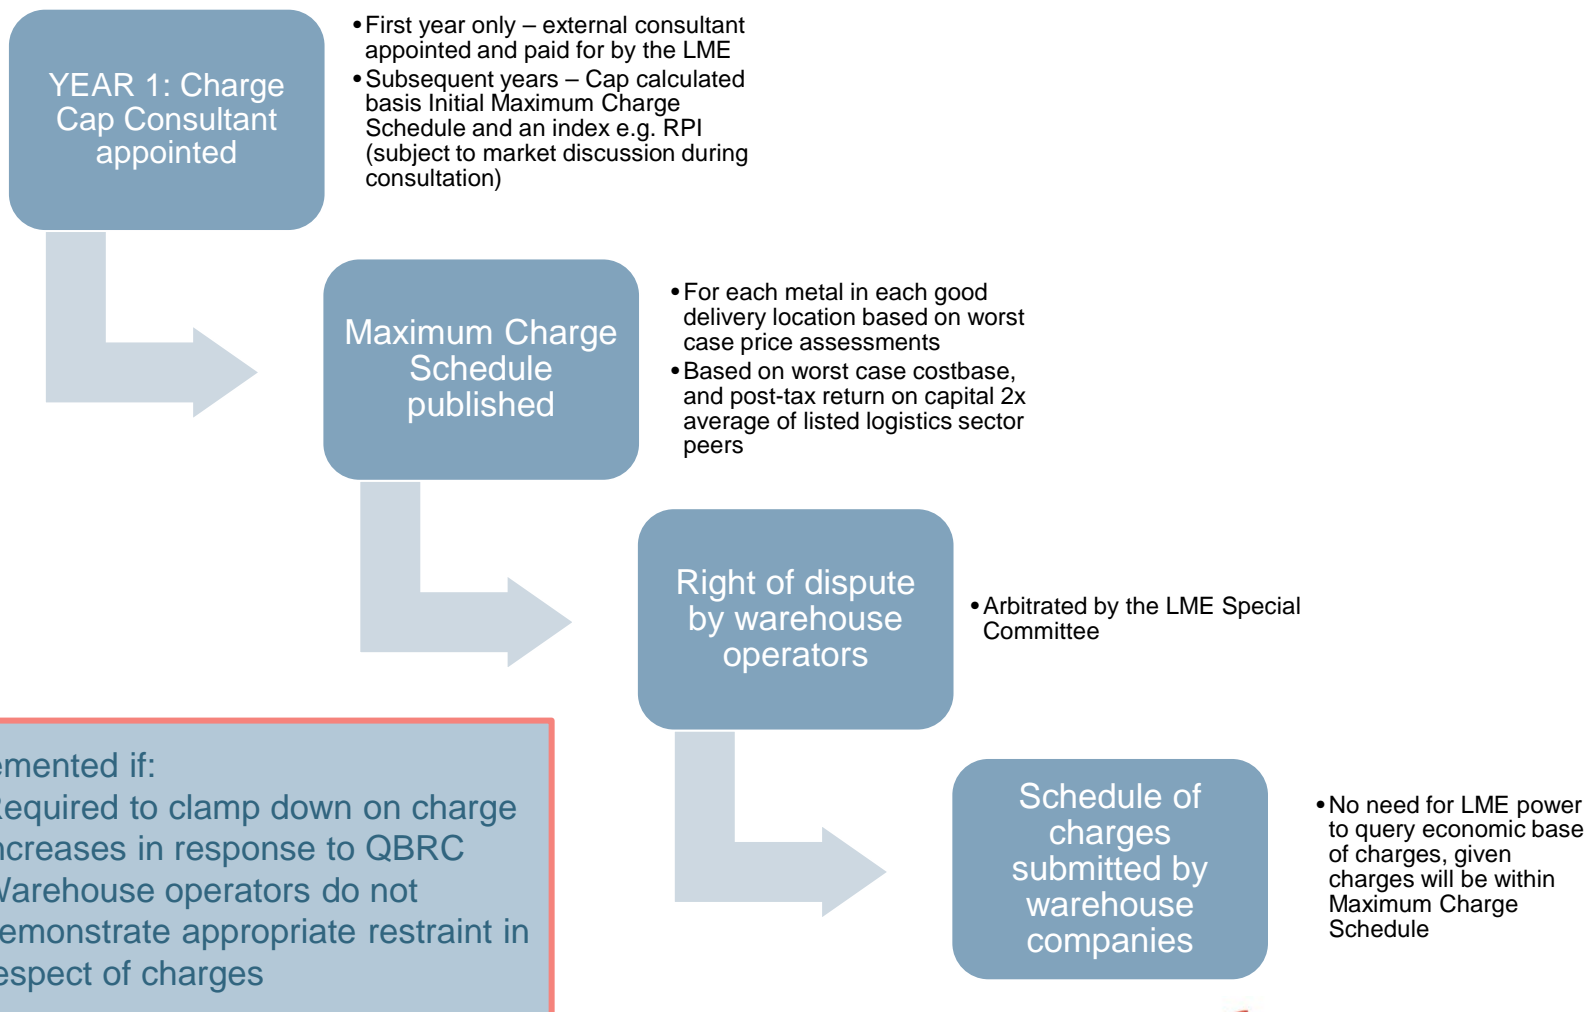 YEAR 1: Charge
Cap Consultant
appointed
•First year only – external consultant
appointed and paid for by the LME
•Subsequent years – Cap calculated
basis Initial Maximum Charge
Schedule and an index e.g. RPI
(subject to market discussion during
consultation)
Maximum Charge
Schedule
published
•For each metal in each good
delivery location based on worst
case price assessments
•Based on worst case costbase,
and post-tax return on capital 2x
average of listed logistics sector
peers
Right of dispute
by warehouse
operators
•Arbitrated by the LME Special
Committee
emented if:
Required to clamp down on charge
ncreases in response to QBRC
Warehouse operators do not
emonstrate appropriate restraint in
espect of charges
Schedule of
charges
submitted by
warehouse
companies
•No need for LME power
to query economic base
of charges, given
charges will be within
Maximum Charge
Schedule